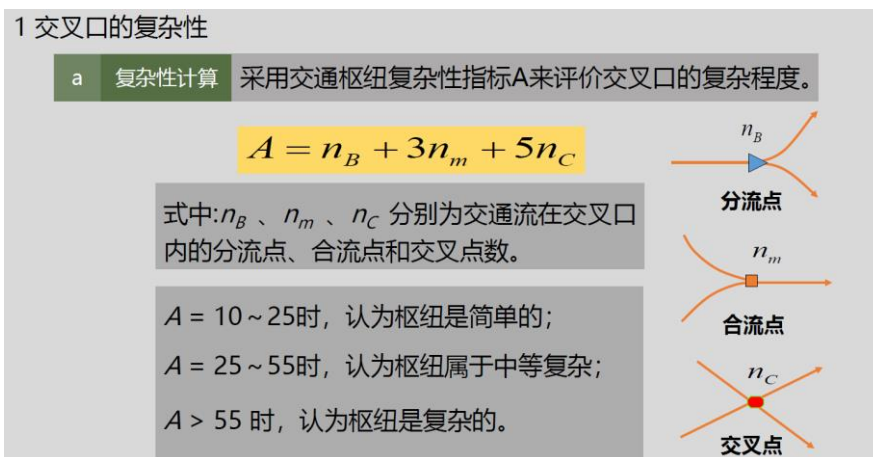 1 交叉口的复杂性
a 复杂性计算 采用交通枢纽复杂性指标A来评价交叉口的复杂程度。
A = n_B + 3n_m + 5n_C
n_B
分流点
式中:n_B 、n_m 、n_C 分别为交通流在交叉口
内的分流点、合流点和交叉点数。
n_m
合流点
A = 10~25时，认为枢纽是简单的；
A = 25~55时，认为枢纽属于中等复杂；
A > 55 时，认为枢纽是复杂的。
n_C
交叉点